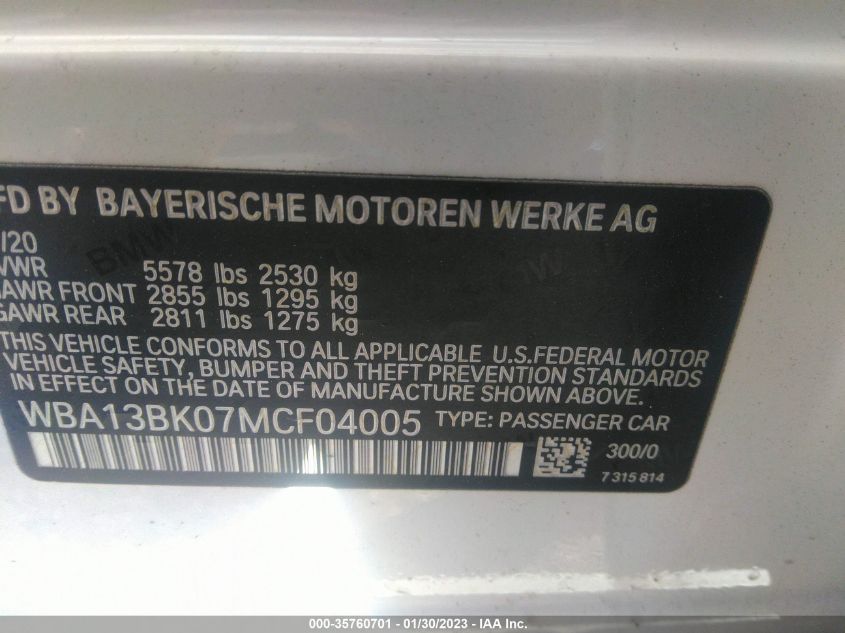 FD BY BAYERISCHE MOTOREN WERKE AG
/20
VWR 5578 lbs 2530 kg
AWR FRONT 2855 lbs 1295 kg
GAWR REAR 2811 lbs 1275 kg
THIS VEHICLE CONFORMS TO ALL APPLICABLE U.S.FEDERAL MOTOR
VEHICLE SAFETY, BUMPER AND THEFT PREVENTION STANDARDS
EFFECT ON THE DATE OF MANUFACTURE SHOWN ABOVE.
WBA13BK07MCF04005 TYPE: PASSENGER CAR
300/0
7 315 814
000-35760701 - 01/30/2023 - IAA Inc.